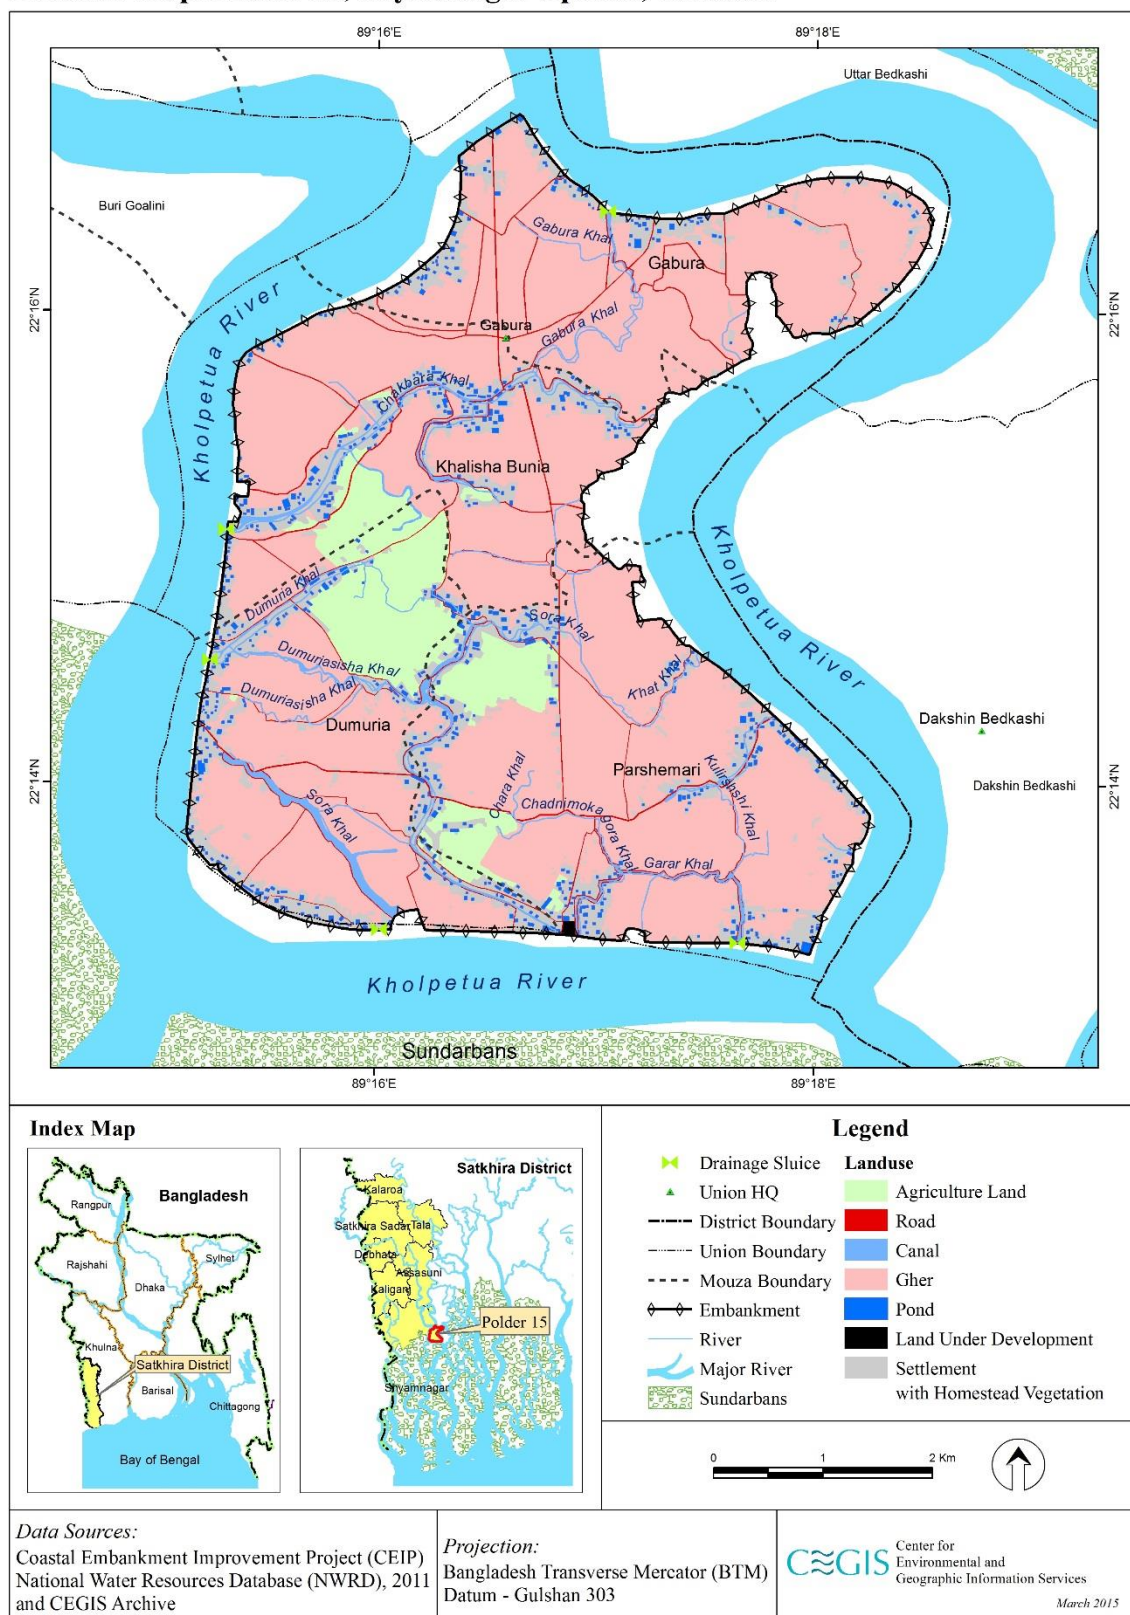 89°16'E
89°18'E
Uttar Bedkashi
Buri Goalini
Gabura Khal
Gabura
22°16'N
22°16'N
Kholpetua River
Gabura
Gabura Khal
Chakbara Khal
Khalisha Bunia
Kholpetua River
Dumuria Khal
Sora Khal
Dumuriasisha Khal
Khat Khal
Dumuriasisha Khal
Dumuria
Dakshin Bedkashi
22°14'N
22°14'N
Parshemari
Kulirshshi Khal
Dakshin Bedkashi
Ohara Khal
Chadnimoka
gora Khal
Sora Khal
Garar Khal
Kholpetua River
Sundarbans
89°16'E
89°18'E
Index Map
Bangladesh
Rangpur
Rajshahi
Sylhet
Dhaka
Khulna
Satkhira District
Barisal
Chittagong
Bay of Bengal
Satkhira District
Kalaroa
Satkhira Sadar
Tala
Debhata
Assasuni
Kaliganj
Polder 15
Shyamnagar
Legend
Drainage Sluice
Union HQ
District Boundary
Union Boundary
Mouza Boundary
Embankment
River
Major River
Sundarbans
Landuse
Agriculture Land
Road
Canal
Gher
Pond
Land Under Development
Settlement
with Homestead Vegetation
0 1 2 Km
Data Sources:
Coastal Embankment Improvement Project (CEIP)
National Water Resources Database (NWRD), 2011
and CEGIS Archive
Projection:
Bangladesh Transverse Mercator (BTM)
Datum - Gulshan 303
CEGIS
Center for
Environmental and
Geographic Information Services
March 2015